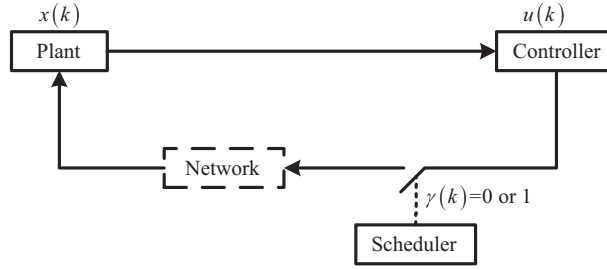 x(k)
u(k)
Plant
Controller
Network
γ(k)=0 or 1
Scheduler